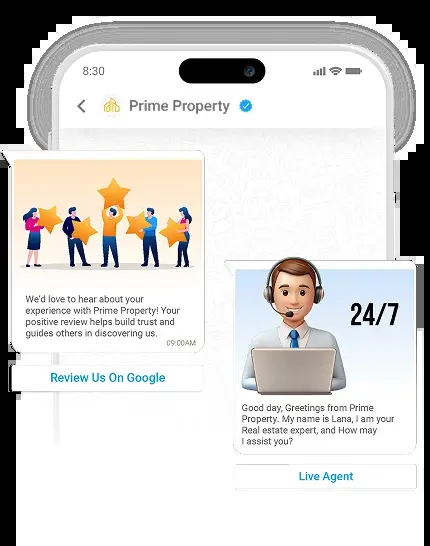 8:30
Prime Property
We'd love to hear about your
experience with Prime Property! Your
positive review helps build trust and
guides others in discovering us.
09:00AM
Review Us On Google
24/7
Good day, Greetings from Prime
Property. My name is Lana, I am your
Real estate expert, and How may
I assist you?
Live Agent